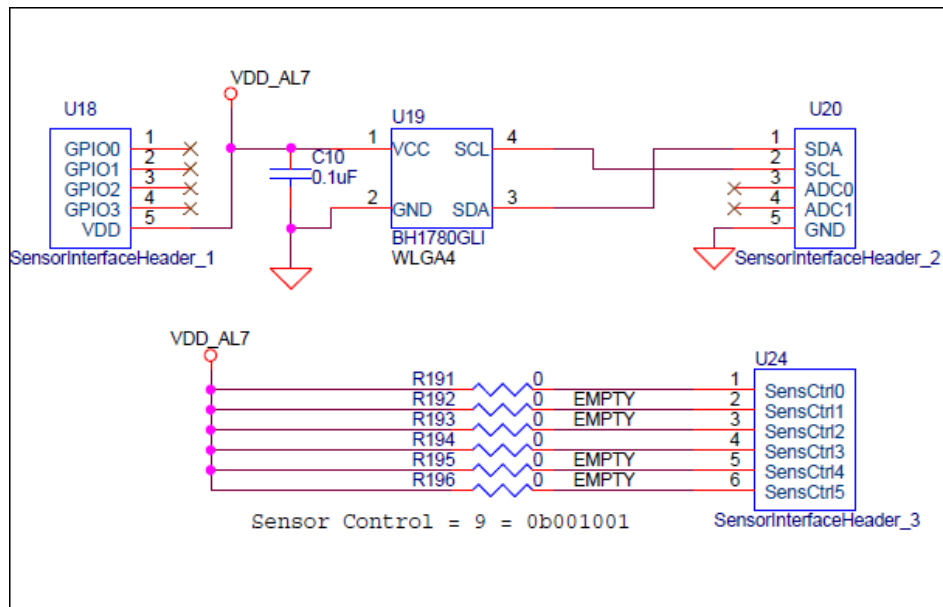 VDD_AL7
U18
1
GPIO0
2
GPIO1
3
GPIO2
4
GPIO3
5
VDD
SensorInterfaceHeader_1
C10
0.1uF
U19
1
VCC
SCL
4
2
GND
SDA
3
BH1780GLI
WLGA4
U20
1
SDA
2
SCL
3
ADC0
4
ADC1
5
GND
SensorInterfaceHeader_2
VDD_AL7
U24
R191 0 1 SensCtrl0
R192 0 EMPTY 2 SensCtrl1
R193 0 EMPTY 3 SensCtrl2
R194 0 4 SensCtrl3
R195 0 EMPTY 5 SensCtrl4
R196 0 EMPTY 6 SensCtrl5
SensorInterfaceHeader_3
Sensor Control = 9 = 0b001001